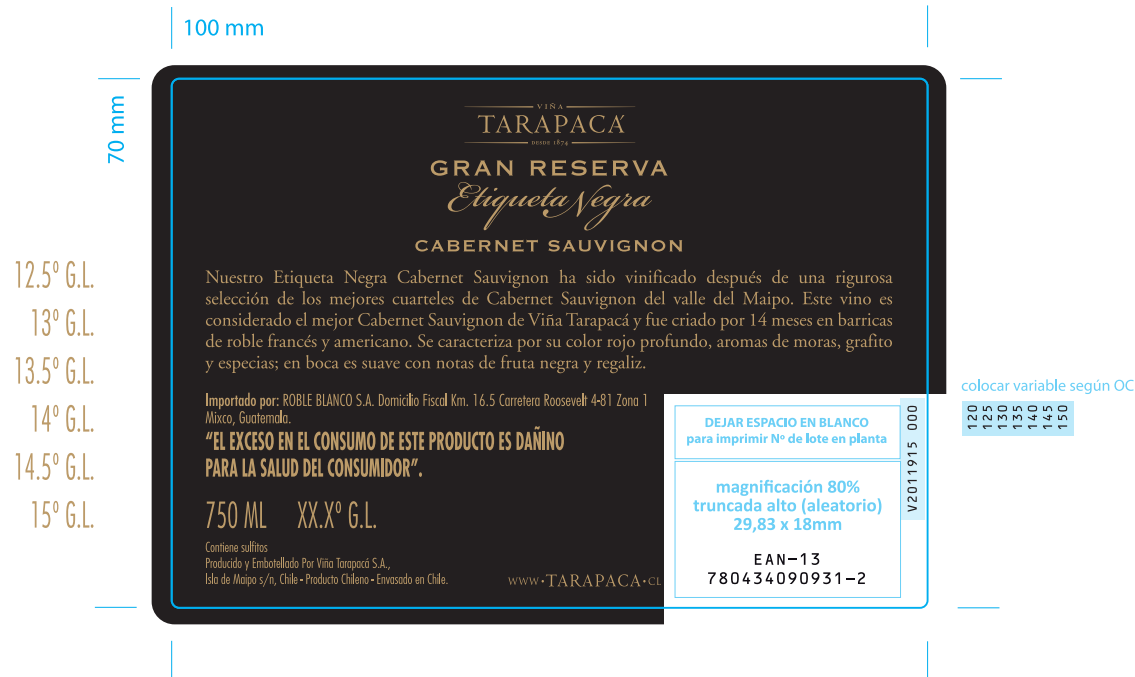 100 mm
70 mm
VIÑA
TARAPACÁ
DESDE 1874
GRAN RESERVA
Etiqueta Negra
CABERNET SAUVIGNON
Nuestro Etiqueta Negra Cabernet Sauvignon ha sido vinificado después de una rigurosa
selección de los mejores cuarteles de Cabernet Sauvignon del valle del Maipo. Este vino es
considerado el mejor Cabernet Sauvignon de Viña Tarapacá y fue criado por 14 meses en barricas
de roble francés y americano. Se caracteriza por su color rojo profundo, aromas de moras, grafito
y especias; en boca es suave con notas de fruta negra y regaliz.
Importado por: ROBLE BLANCO S.A. Domicilio Fiscal Km. 16.5 Carretera Roosevelt 4-81 Zona 1
Mixco, Guatemala.
“EL EXCESO EN EL CONSUMO DE ESTE PRODUCTO ES DAÑINO
PARA LA SALUD DEL CONSUMIDOR”.
750 ML XX.Xº G.L.
Contiene sulfitos
Producido y Embotellado Por Viña Tarapacá S.A.,
Isla de Maipo s/n, Chile - Producto Chileno - Envasado en Chile.
WWW•TARAPACA•CL
DEJAR ESPACIO EN BLANCO
para imprimir Nº de lote en planta
magnificación 80%
truncada alto (aleatorio)
29,83 x 18mm
EAN-13
780434090931-2
V2011915 000
12.5º G.L.
13º G.L.
13.5º G.L.
14º G.L.
14.5º G.L.
15º G.L.
colocar variable según OC
120
125
130
135
140
145
150